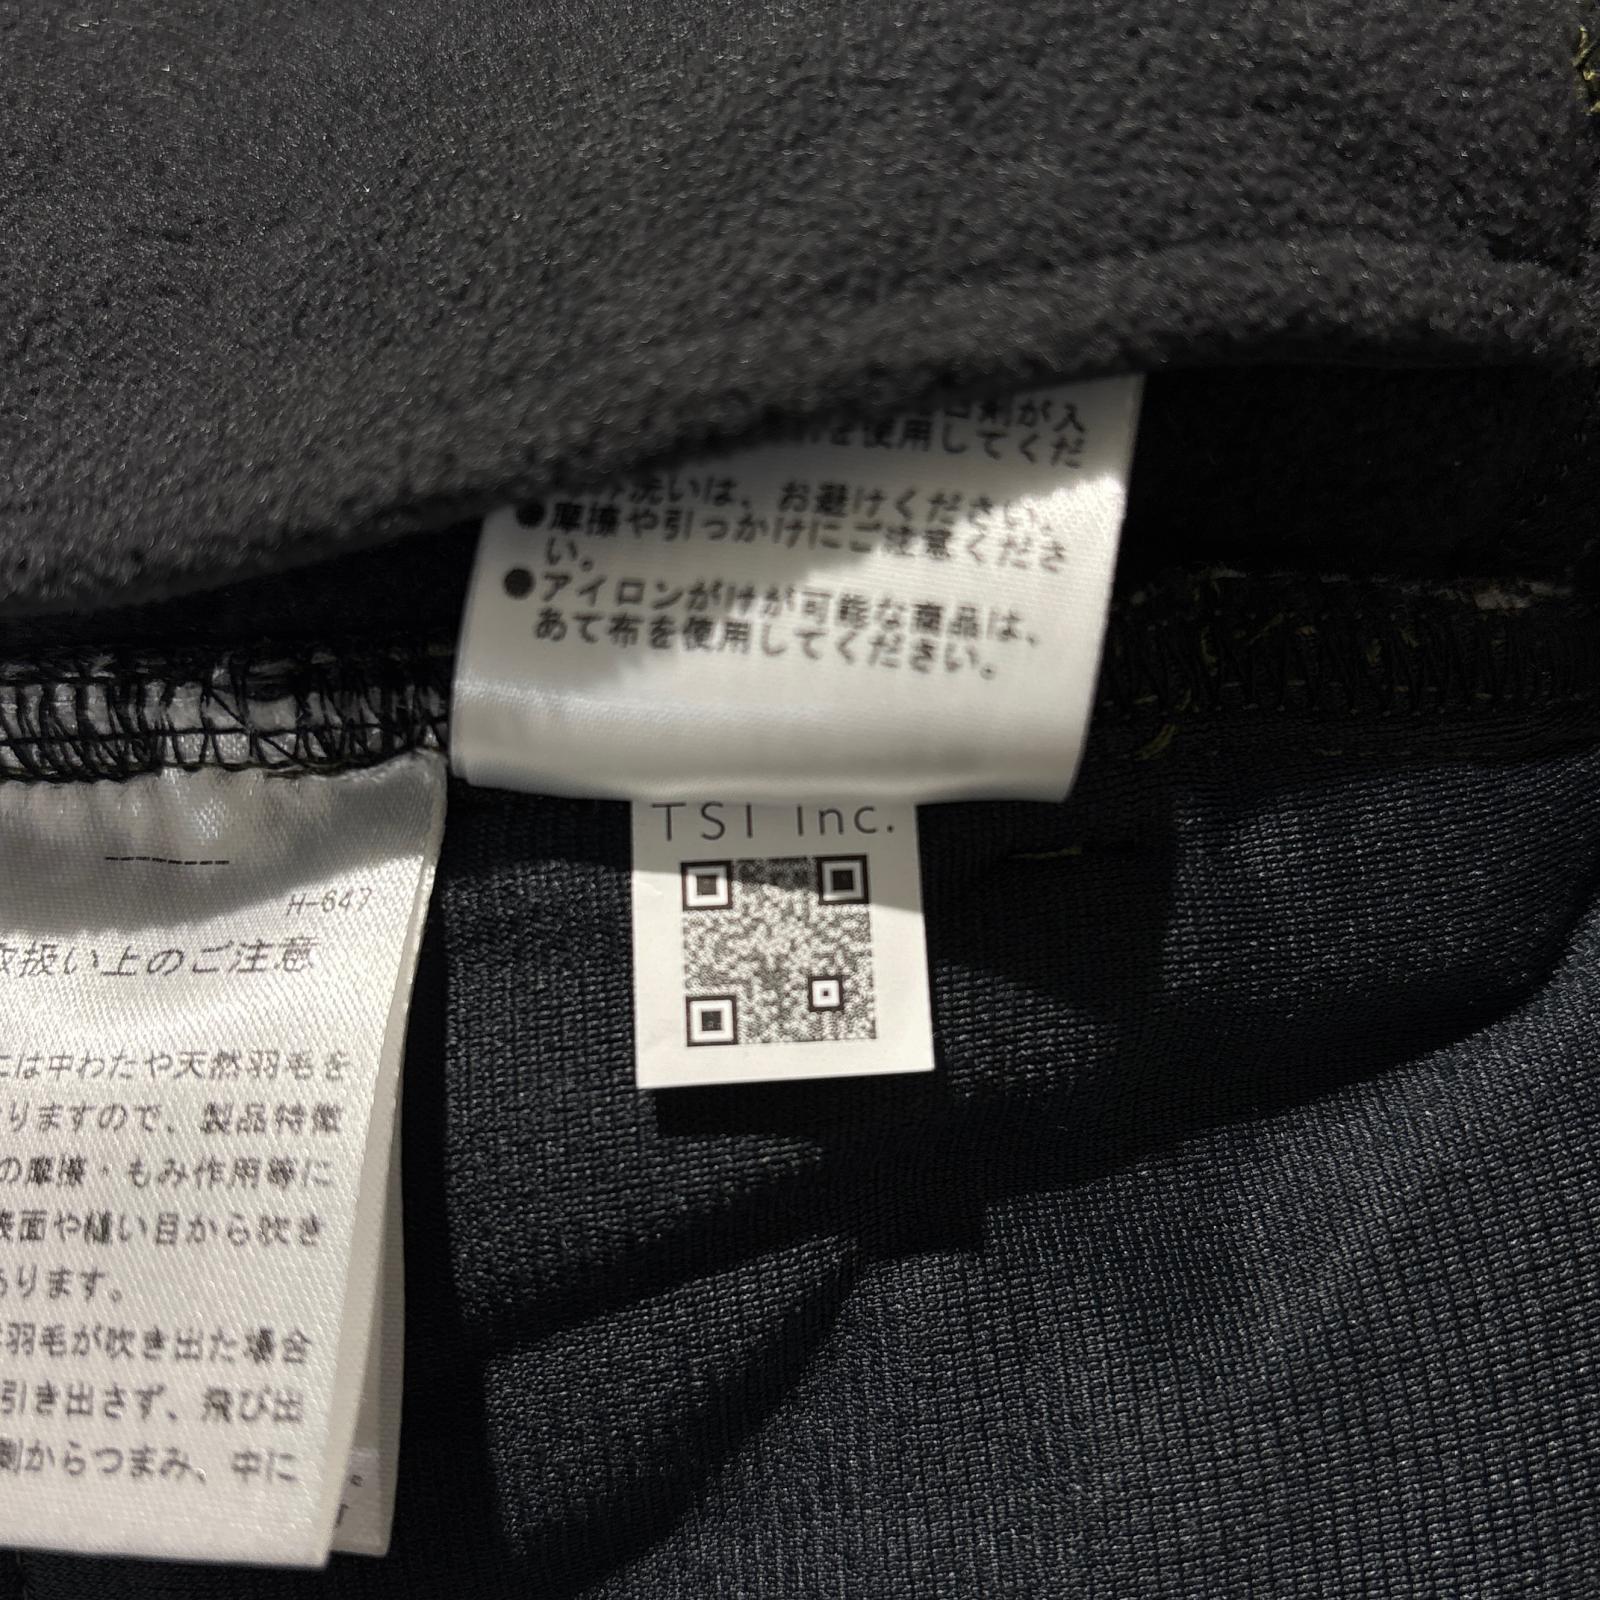 剤が入
を使用してくだ
洗いは、お避けください。
●摩擦や引っかけにご注意くださ
い。
●アイロンがけが可能な商品は、
あて布を使用してください。
TSI Inc.
H-647
取扱い上のご注意
には中わたや天然羽毛を
りますので、製品特徴
の摩擦・もみ作用等に
表面や縫い目から吹き
あります。
羽毛が吹き出た場合
引き出さず、飛び出
側からつまみ、中に